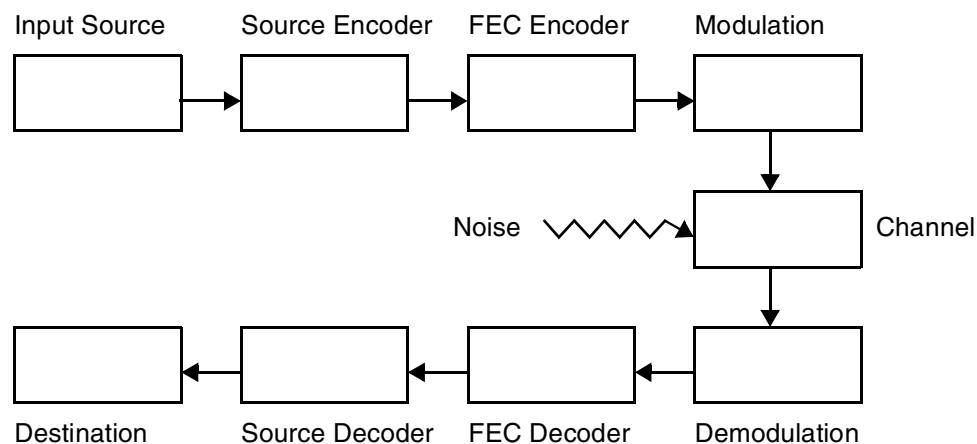 Input Source
Source Encoder
FEC Encoder
Modulation
Noise
Channel
Destination
Source Decoder
FEC Decoder
Demodulation